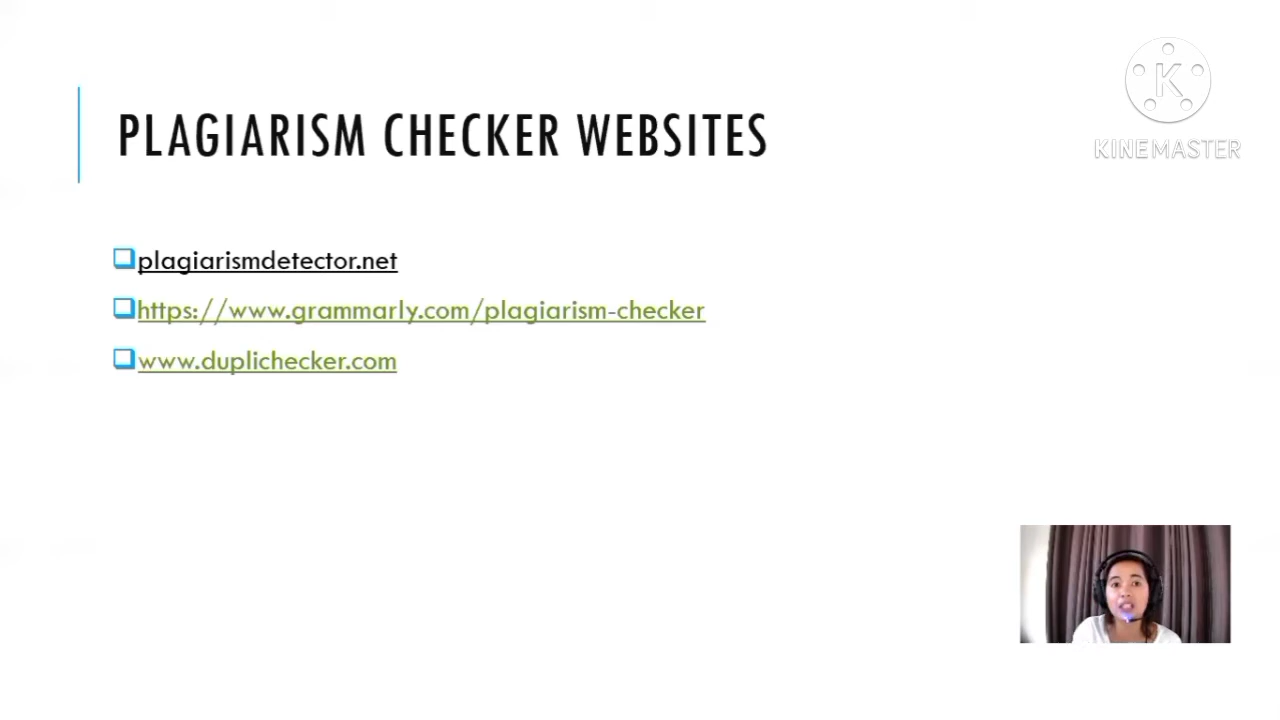 PLAGIARISM CHECKER WEBSITES
K
KINEMASTER
plagiarismdetector.net
https://www.grammarly.com/plagiarism-checker
www.duplichecker.com